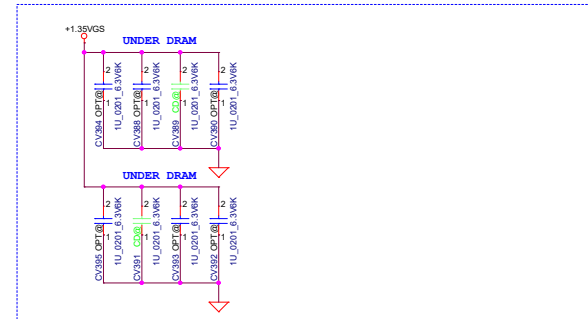 +1.35VGS
UNDER DRAM
CV394 OPT@
1U_0201_6.3V6K
2
1
CV388 OPT@
1U_0201_6.3V6K
2
1
CV389 CD@
1U_0201_6.3V6K
2
1
CV390 OPT@
1U_0201_6.3V6K
2
1
UNDER DRAM
CV395 OPT@
1U_0201_6.3V6K
2
1
CV391 CD@
1U_0201_6.3V6K
2
1
CV393 OPT@
1U_0201_6.3V6K
2
1
CV392 OPT@
1U_0201_6.3V6K
2
1